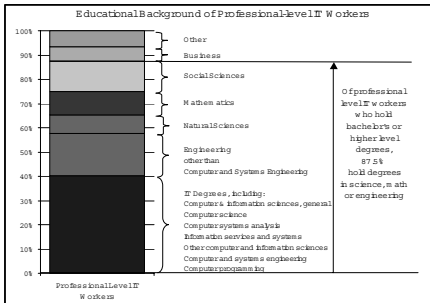 Educational Background of Professional-level IT Workers
100%
90%
80%
70%
60%
50%
40%
30%
20%
10%
0%
Other
Business
Social Sciences
Mathematics
Natural Sciences
Engineering
other than
Computer and Systems Engineering
IT Degrees, including:
Computer & information sciences, general
Computer science
Computer systems analysis
Information services and systems
Other computer and information sciences
Computer and systems engineering
Computer programming
Of professional
level IT workers
who hold
bachelor's or
higher level
degrees,
87.5%
hold degrees
in science, math
or engineering
Professional Level IT
Workers